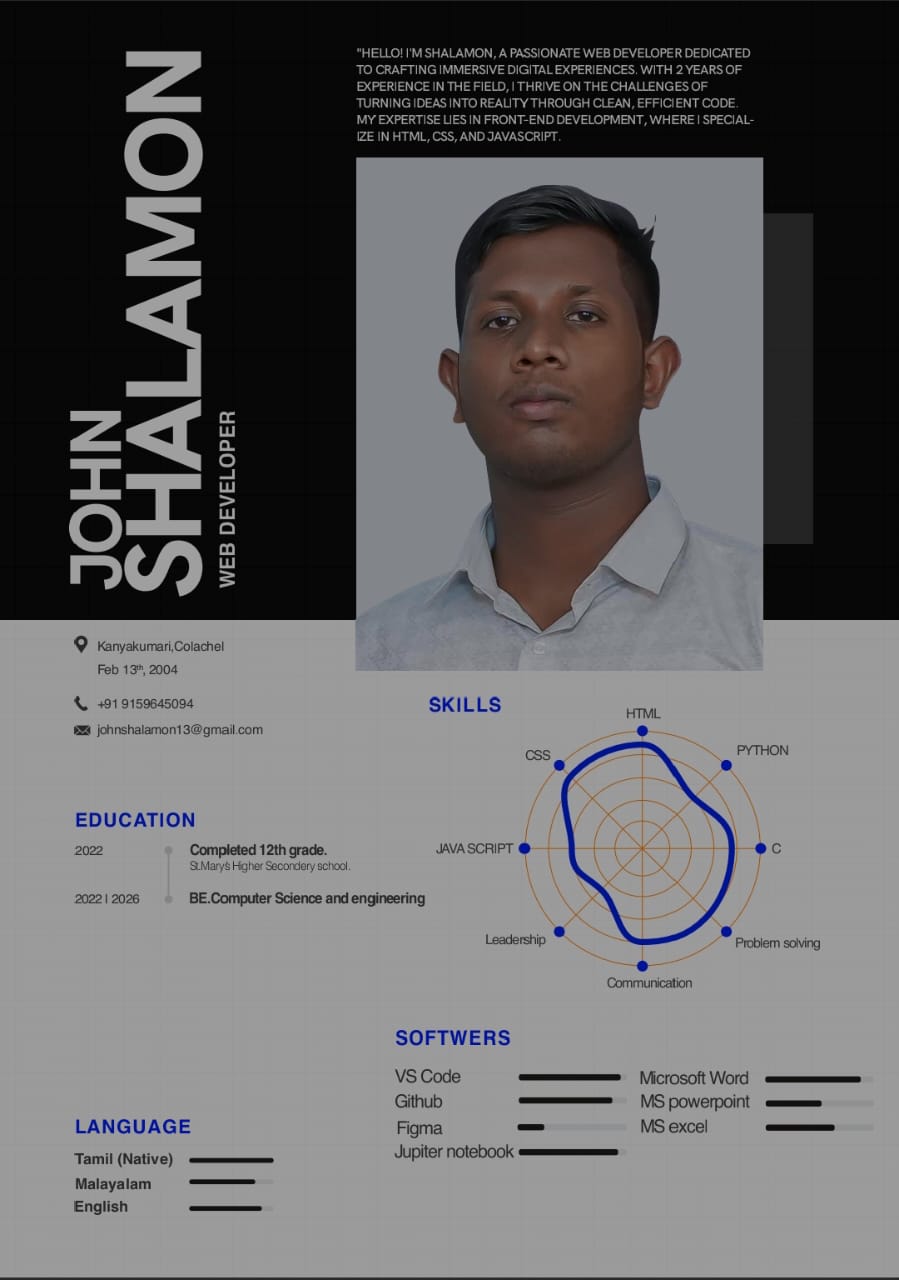 JOHN
SHALAMON
WEB DEVELOPER
"HELLO! I'M SHALAMON, A PASSIONATE WEB DEVELOPER DEDICATED
TO CRAFTING IMMERSIVE DIGITAL EXPERIENCES. WITH 2 YEARS OF
EXPERIENCE IN THE FIELD, I THRIVE ON THE CHALLENGES OF
TURNING IDEAS INTO REALITY THROUGH CLEAN, EFFICIENT CODE.
MY EXPERTISE LIES IN FRONT-END DEVELOPMENT, WHERE I SPECIAL-
IZE IN HTML, CSS, AND JAVASCRIPT.
Kanyakumari,Colachel
Feb 13th, 2004
+91 9159645094
johnshalamon13@gmail.com
EDUCATION
2022
Completed 12th grade.
St.Mary's Higher Secondery school.
2022 | 2026
BE.Computer Science and engineering
SKILLS
HTML
CSS
PYTHON
JAVA SCRIPT
C
Leadership
Problem solving
Communication
SOFTWERS
VS Code
Github
Figma
Jupiter notebook
Microsoft Word
MS powerpoint
MS excel
LANGUAGE
Tamil (Native)
Malayalam
English